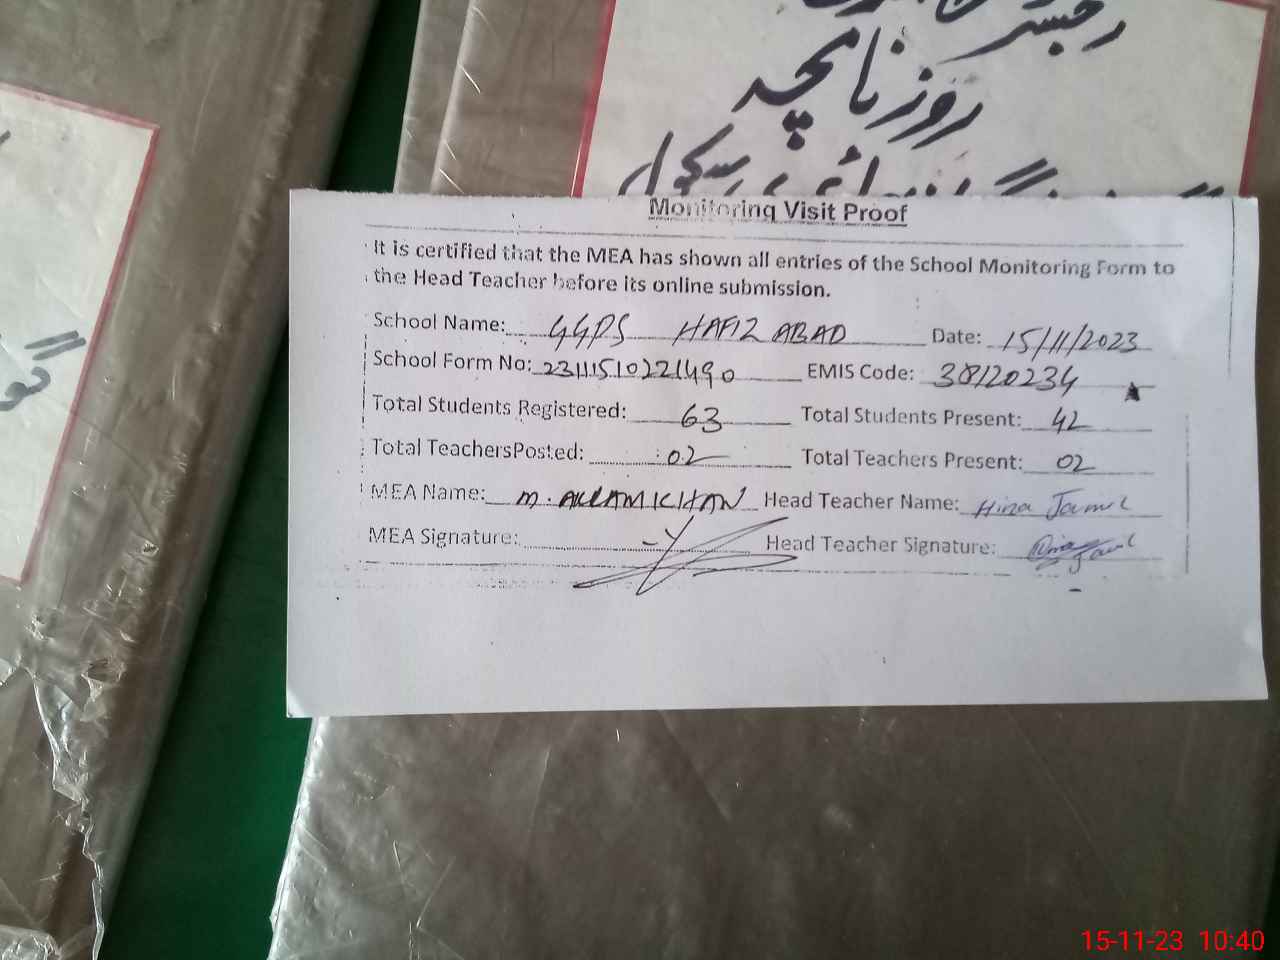 رجسٹر
روزنامچہ
سکول
گو
Monitoring Visit Proof
It is certified that the MEA has shown all entries of the School Monitoring Form to
the Head Teacher before its online submission.
School Name: GGPS HAFIZ ABAD Date: 15/11/2023
School Form No: 23111510221490 EMIS Code: 38120234
Total Students Registered: 63 Total Students Present: 42
Total TeachersPosted: 02 Total Teachers Present: 02
MEA Name: M. AKRAM KHAN Head Teacher Name: Hina Jamil
MEA Signature: Head Teacher Signature:
15-11-23 10:40